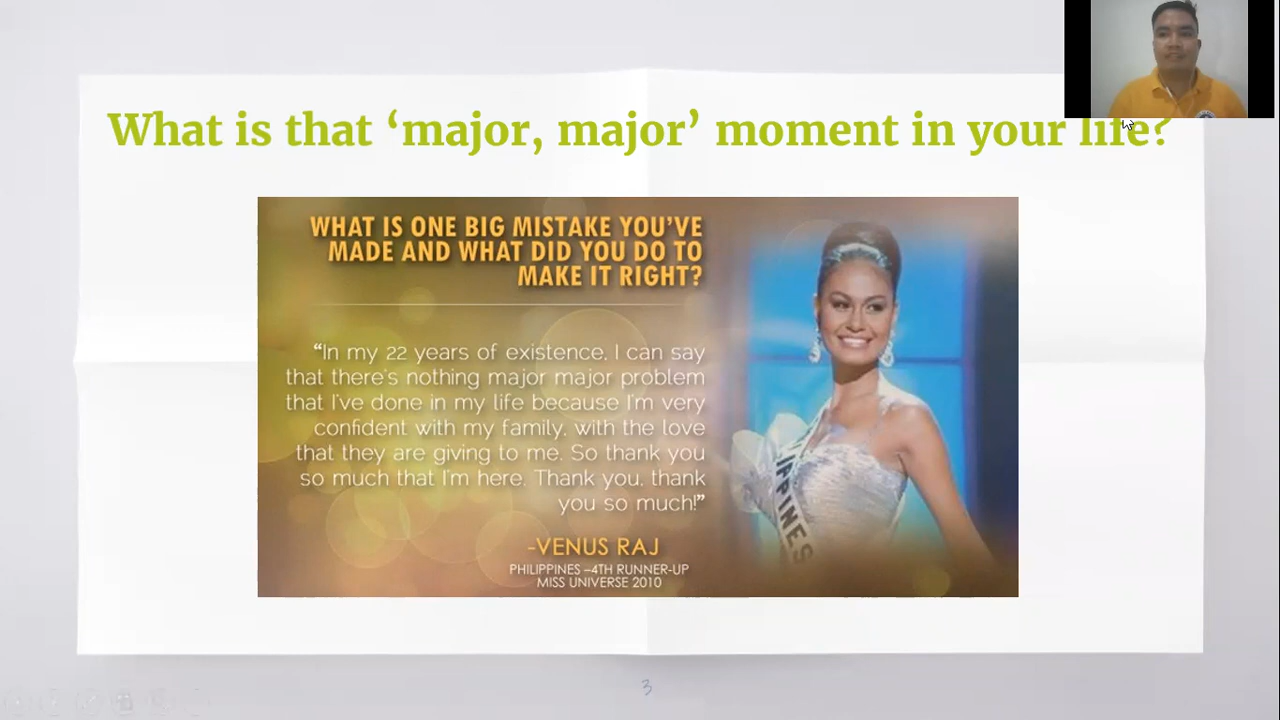 What is that ‘major, major’ moment in your life?
WHAT IS ONE BIG MISTAKE YOU’VE
MADE AND WHAT DID YOU DO TO
MAKE IT RIGHT?
“In my 22 years of existence, I can say
that there's nothing major major problem
that I've done in my life because I'm very
confident with my family, with the love
that they are giving to me. So thank you
so much that I'm here. Thank you, thank
you so much!”
-VENUS RAJ
PHILIPPINES –4TH RUNNER-UP
MISS UNIVERSE 2010
IPPINES
3